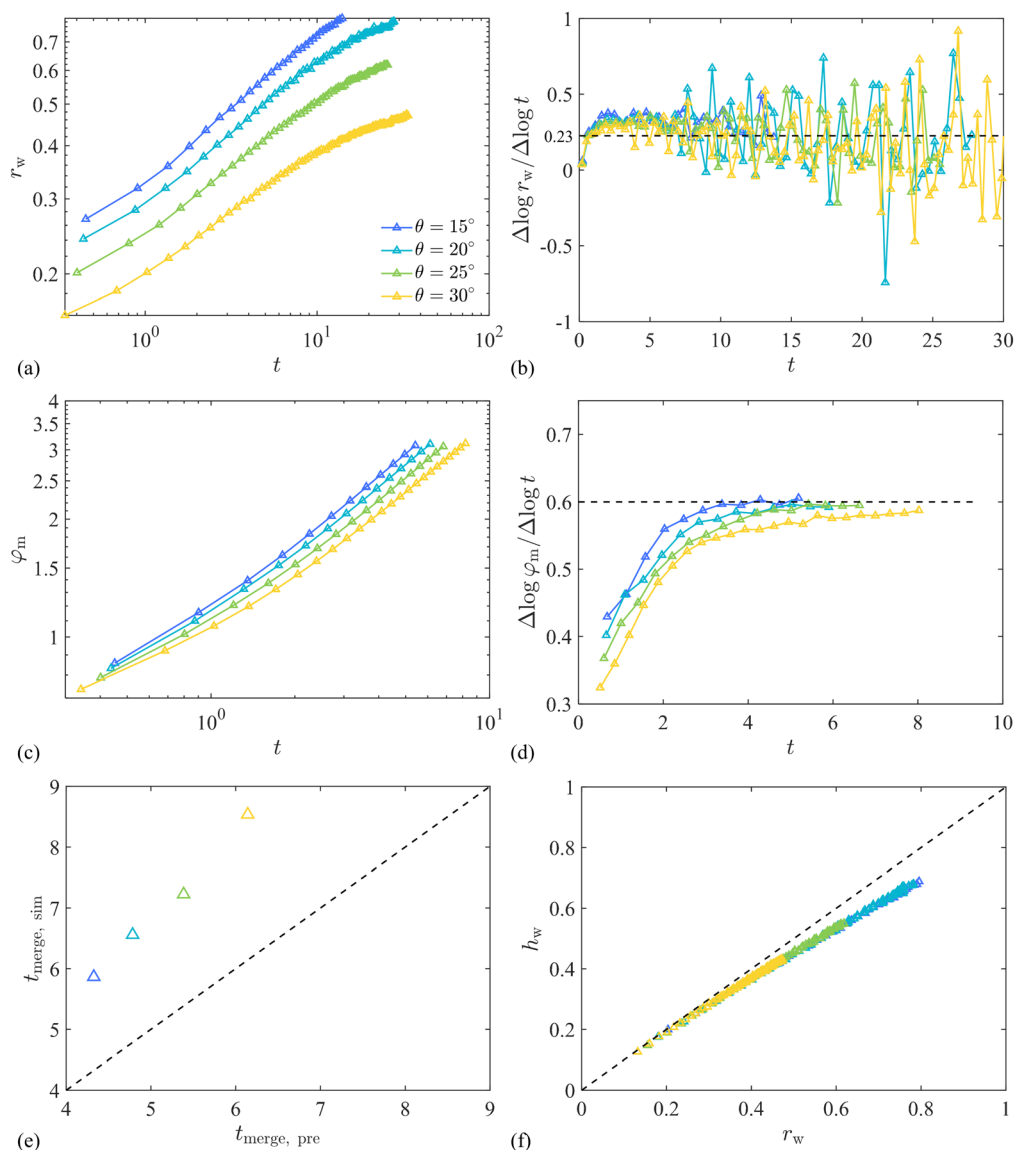 0.7
0.6
0.5
0.4
0.3
0.2
r_w
θ = 15°
θ = 20°
θ = 25°
θ = 30°
10^0 10^1 10^2
(a) t
1
0.5
0.23
0
-0.5
-1
Δlog r_w/Δlog t
0 5 10 15 20 25 30
(b) t
4
3.5
3
2.5
2
1.5
1
φ_m
10^0 10^1
(c) t
0.7
0.6
0.5
0.4
0.3
Δlog φ_m/Δlog t
0 2 4 6 8 10
(d) t
9
8
7
6
5
4
t_merge, sim
4 5 6 7 8 9
(e) t_merge, pre
1
0.8
0.6
0.4
0.2
0
h_w
0 0.2 0.4 0.6 0.8 1
(f) r_w